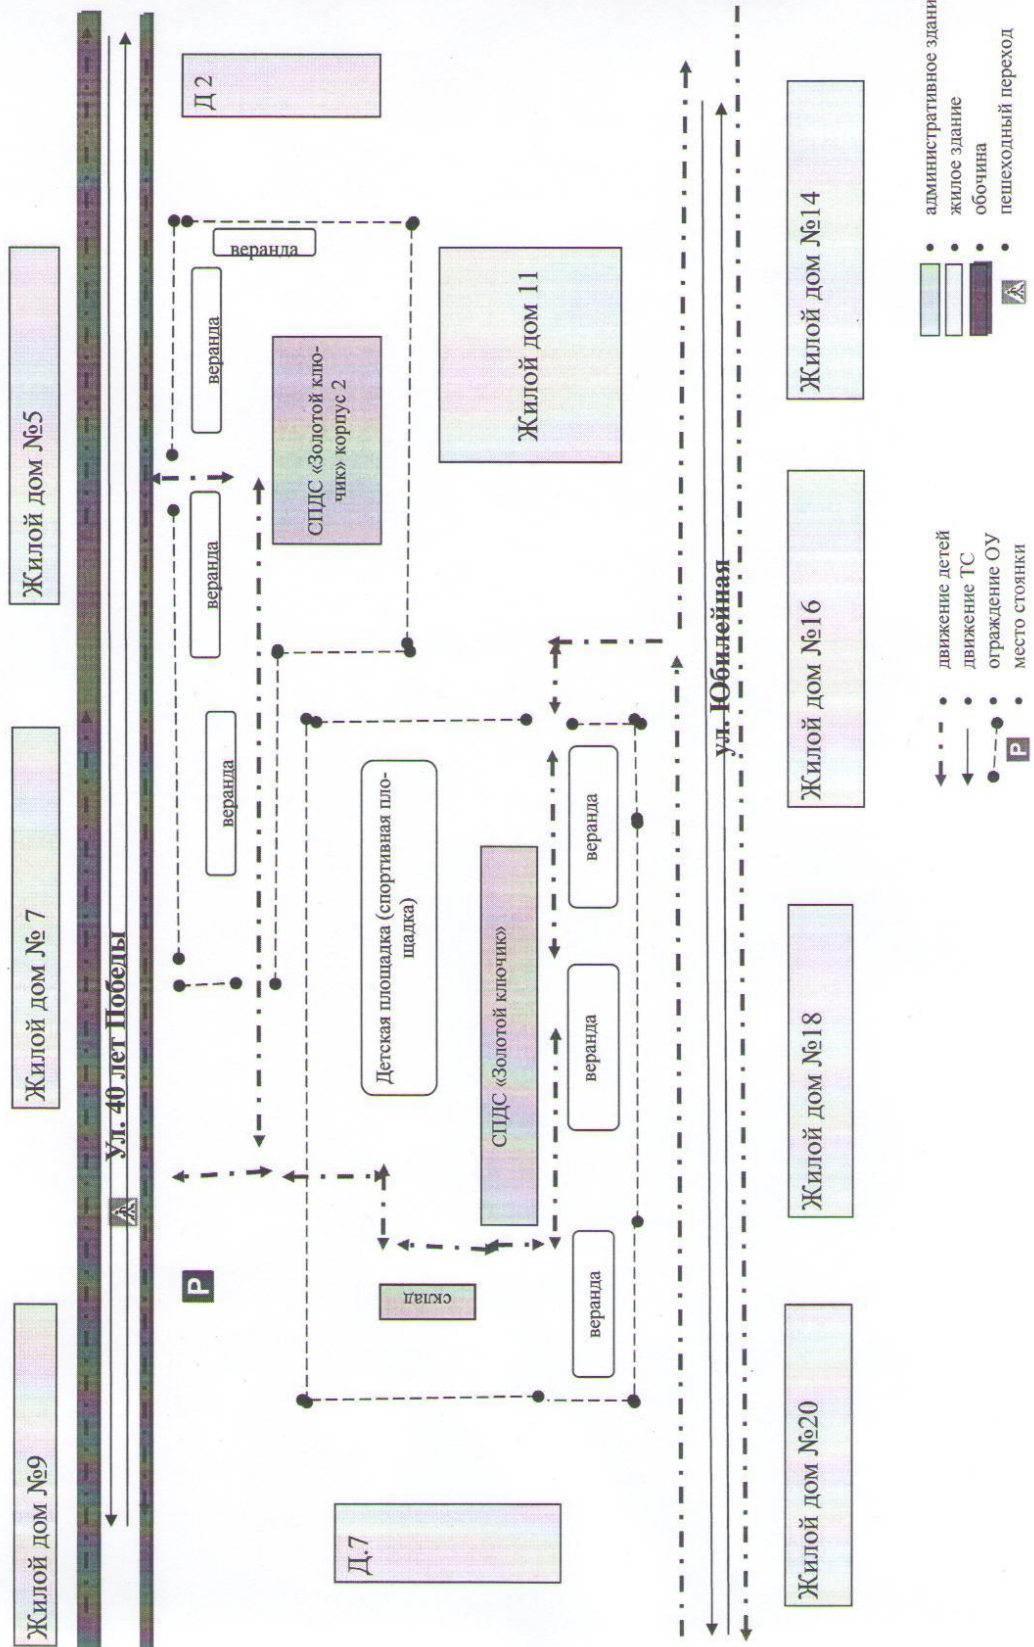 Жилой дом №9
Жилой дом № 7
Жилой дом №5
Ул. 40 лет Победы
P
Д 2
веранда
веранда
веранда
веранда
СПДС «Золотой клю-
чик» корпус 2
Детская площадка (спортивная пло-
щадка)
склад
СПДС «Золотой ключик»
Жилой дом 11
Д.7
веранда
веранда
веранда
ул. Юбилейная
Жилой дом №20
Жилой дом №18
Жилой дом №16
Жилой дом №14
движение детей
движение ТС
ограждение ОУ
P
место стоянки
административное здани
жилое здание
обочина
пешеходный переход